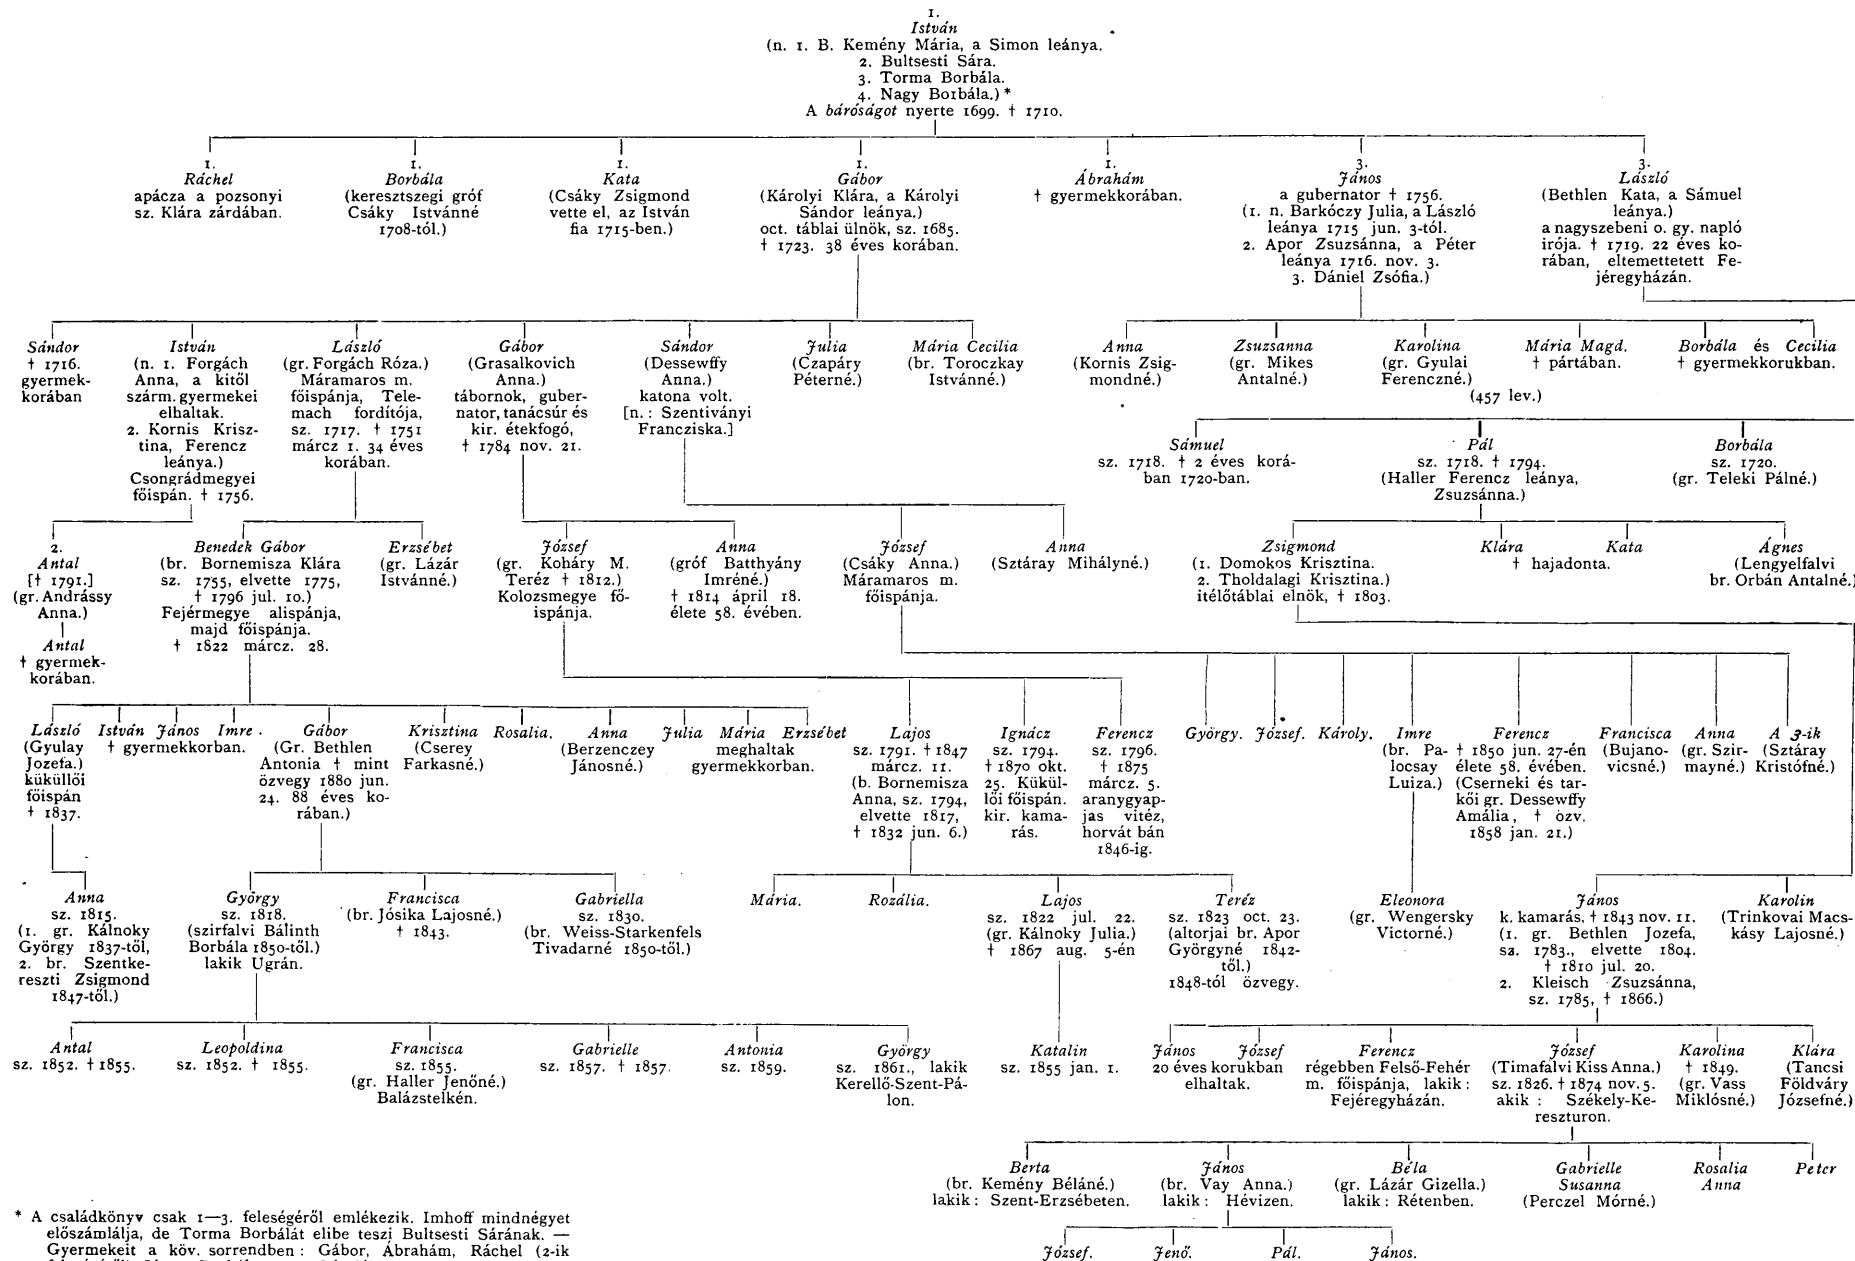 1.
István
(n. 1. B. Kemény Mária, a Simon leánya.
2. Bultsesti Sára.
3. Torma Borbála.
4. Nagy Borbála.) *
A báróságot nyerte 1699. † 1710.
1.
Ráchel
apácza a pozsonyi
sz. Klára zárdában.
1.
Borbála
(keresztszegi gróf
Csáky Istvánné
1708-tól.)
1.
Kata
(Csáky Zsigmond
vette el, az István
fia 1715-ben.)
1.
Gábor
(Károlyi Klára, a Károlyi
Sándor leánya.)
oct. táblai ülnök, sz. 1685.
† 1723. 38 éves korában.
1.
Ábrahám
† gyermekkorában.
3.
János
a gubernator † 1756.
(1. n. Barkóczy Julia, a László
leánya 1715 jun. 3-tól.
2. Apor Zsuzsánna, a Péter
leánya 1716. nov. 3.
3. Dániel Zsófia.)
3.
László
(Bethlen Kata, a Sámuel
leánya.)
a nagyszebeni o. gy. napló
irója. † 1719. 22 éves ko-
rában, eltemettetett Fe-
jéregyházán.
Sándor
† 1716.
gyermek-
korában
István
(n. 1. Forgách
Anna, a kitől
szárm. gyermekei
elhaltak.
2. Kornis Krisz-
tina, Ferencz
leánya.)
Csongrádmegyei
főispán. † 1756.
László
(gr. Forgách Róza.)
Máramaros m.
főispánja, Tele-
mach fordítója,
sz. 1717. † 1751
márcz 1. 34 éves
korában.
Gábor
(Grasalkovich
Anna.)
tábornok, guber-
nator, tanácsúr és
kir. étekfogó,
† 1784 nov. 21.
Sándor
(Dessewffy
Anna.)
katona volt.
[n. : Szentiványi
Francziska.]
Julia
(Czapáry
Péterné.)
Mária Cecilia
(br. Toroczkay
Istvánné.)
Anna
(Kornis Zsig-
mondné.)
Zsuzsanna
(gr. Mikes
Antalné.)
Karolina
(gr. Gyulai
Ferenczné.)
Mária Magd.
† pártában.
Borbála és Cecilia
† gyermekkorukban.
(457 lev.)
Sámuel
sz. 1718. † 2 éves korá-
ban 1720-ban.
Pál
sz. 1718. † 1794.
(Haller Ferencz leánya,
Zsuzsánna.)
Borbála
sz. 1720.
(gr. Teleki Pálné.)
2.
Antal
[† 1791.]
(gr. Andrássy
Anna.)
Antal
† gyermek-
korában.
Benedek Gábor
(br. Bornemisza Klára
sz. 1755, elvette 1775,
† 1796 jul. 10.)
Fejérmegye alispánja,
majd főispánja.
† 1822 márcz. 28.
Erzsébet
(gr. Lázár
Istvánné.)
József
(gr. Koháry M.
Teréz † 1812.)
Kolozsmegye fő-
ispánja.
Anna
(gróf Batthyány
Imréné.)
† 1814 ápril 18.
élete 58. évében.
József
(Csáky Anna.)
Máramaros m.
főispánja.
Anna
(Sztáray Mihályné.)
Zsigmond
(1. Domokos Krisztina.
2. Tholdalagi Krisztina.)
itélőtáblai elnök, † 1803.
Klára Kata
† hajadonta.
Ágnes
(Lengyelfalvi
br. Orbán Antalné.)
László
(Gyulay
Jozefa.)
küküllői
főispán
† 1837.
István János Imre.
† gyermekkorban.
Gábor
(Gr. Bethlen
Antonia † mint
özvegy 1880 jun.
24. 88 éves ko-
rában.)
Krisztina
(Cserey
Farkasné.)
Rosalia.
Anna
(Berzenczey
Jánosné.)
Julia Mária Erzsébet
meghaltak
gyermekkorban.
Lajos
sz. 1791. † 1847
márcz. 11.
(b. Bornemisza
Anna, sz. 1794,
elvette 1817,
† 1832 jun. 6.)
Ignácz
sz. 1794.
† 1870 okt.
25. Kükül-
lői főispán.
kir. kama-
rás.
Ferencz
sz. 1796.
† 1875
márcz. 5.
aranygyap-
jas vitéz,
horvát bán
1846-ig.
György. József. Károly.
Imre
(br. Pa-
locsay
Luiza.)
Ferencz
† 1850 jun. 27-én
élete 58. évében.
(Cserneki és tar-
kői gr. Dessewffy
Amália, † özv.
1858 jan. 21.)
Francisca
(Bujano-
vicsné.)
Anna
(gr. Szir-
mayné.)
A 3-ik
(Sztáray
Kristófné.)
Anna
sz. 1815.
(1. gr. Kálnoky
György 1837-től,
2. br. Szentke-
reszti Zsigmond
1847-től.)
György
sz. 1818.
(szirfalvi Bálinth
Borbála 1850-től.)
lakik Ugrán.
Francisca
(br. Jósika Lajosné.)
† 1843.
Gabriella
sz. 1830.
(br. Weiss-Starkenfels
Tivadarné 1850-től.)
Mária.
Rozália.
Lajos
sz. 1822 jul. 22.
(gr. Kálnoky Julia.)
† 1867 aug. 5-én
Teréz
sz. 1823 oct. 23.
(altorjai br. Apor
Györgyné 1842-
től.)
1848-tól özvegy.
Eleonora
(gr. Wengersky
Victorné.)
János
k. kamarás. † 1843 nov. 11.
(1. gr. Bethlen Jozefa,
sz. 1783., elvette 1804.
† 1810 jul. 20.
2. Kleisch Zsuzsánna,
sz. 1785, † 1866.)
Karolin
(Trinkovai Macs-
kásy Lajosné.)
Antal
sz. 1852. † 1855.
Leopoldina
sz. 1852. † 1855.
Francisca
sz. 1855.
(gr. Haller Jenőné.)
Balázstelkén.
Gabrielle
sz. 1857. † 1857.
Antonia
sz. 1859.
György
sz. 1861., lakik
Kerellő-Szent-Pá-
lon.
Katalin
sz. 1855 jan. 1.
János József
20 éves korukban
elhaltak.
Ferencz
régebben Felső-Fehér
m. főispánja, lakik :
Fejéregyházán.
József
(Timafalvi Kiss Anna.)
sz. 1826. † 1874 nov. 5.
akik : Székely-Ke-
reszturon.
Karolina
† 1849.
(gr. Vass
Miklósné.)
Klára
(Tancsi
Földváry
Józsefné.)
Berta
(br. Kemény Béláné.)
lakik : Szent-Erzsébeten.
János
(br. Vay Anna.)
lakik : Hévizen.
Béla
(gr. Lázár Gizella.)
lakik : Rétenben.
Gabrielle
Susanna
(Perczel Mórné.)
Rosalia
Anna
Peter
József. Jenő. Pál. János.
* A családkönyv csak 1—3. feleségéről emlékezik. Imhoff mindnégyet
előszámlálja, de Torma Borbálát elibe teszi Bultsesti Sárának. —
Gyermekeit a köv. sorrendben : Gábor, Ábrahám, Ráchel (2-ik